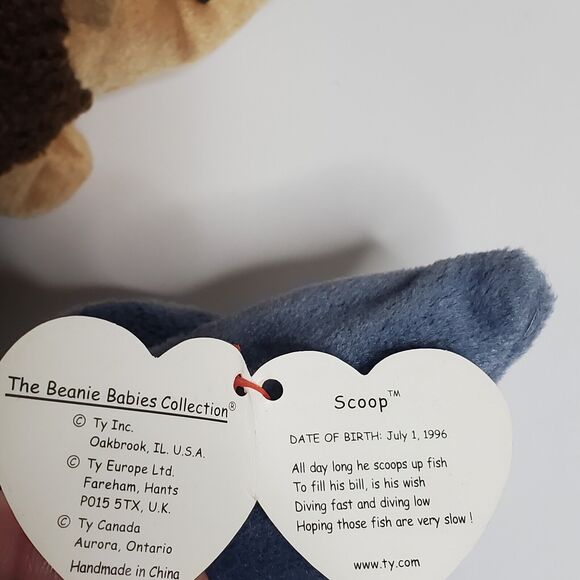 The Beanie Babies Collection®
© Ty Inc.
Oakbrook, IL. U.S.A.
© Ty Europe Ltd.
Fareham, Hants
PO15 5TX, U.K.
© Ty Canada
Aurora, Ontario
Handmade in China
Scoop™
DATE OF BIRTH: July 1, 1996
All day long he scoops up fish
To fill his bill, is his wish
Diving fast and diving low
Hoping those fish are very slow !
www.ty.com